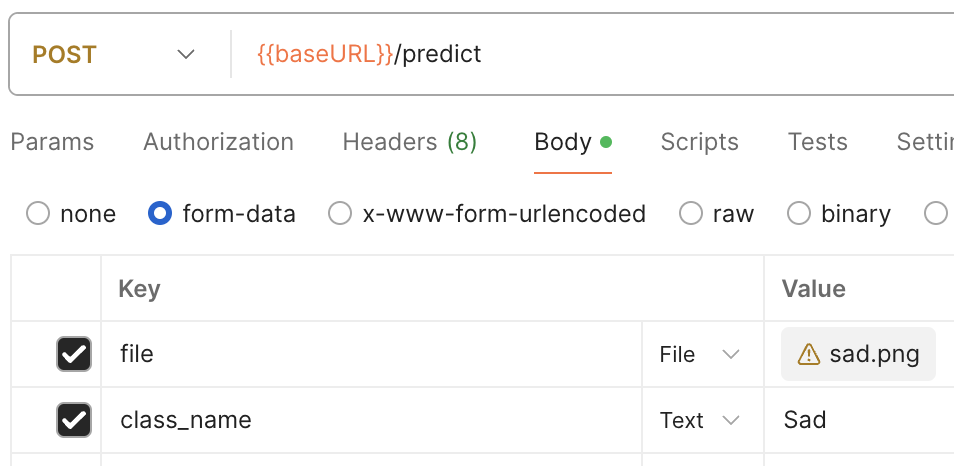 POST {{baseURL}}/predict
Params Authorization Headers (8) Body Scripts Tests
none form-data x-www-form-urlencoded raw binary
Key Value
file File sad.png
class_name Text Sad